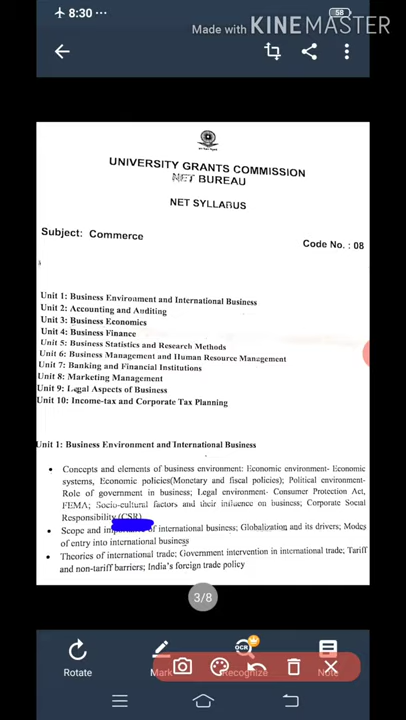 8:30 ...
58
Made with KINEMASTER
UNIVERSITY GRANTS COMMISSION
NET BUREAU
NET SYLLABUS
Subject: Commerce
Code No. : 08
Unit 1: Business Environment and International Business
Unit 2: Accounting and Auditing
Unit 3: Business Economics
Unit 4: Business Finance
Unit 5: Business Statistics and Research Methods
Unit 6: Business Management and Human Resource Management
Unit 7: Banking and Financial Institutions
Unit 8: Marketing Management
Unit 9: Legal Aspects of Business
Unit 10: Income-tax and Corporate Tax Planning
Unit 1: Business Environment and International Business
• Concepts and elements of business environment: Economic environment- Economic
systems, Economic policies(Monetary and fiscal policies); Political environment-
Role of government in business; Legal environment- Consumer Protection Act,
FEMA; Socio-cultural factors and their influence on business; Corporate Social
Responsibility (CSR)
• Scope and of international business; Globalization and its drivers; Modes
of entry into international business
• Theories of international trade; Government intervention in international trade; Tariff
and non-tariff barriers; India's foreign trade policy
3/8
OCR
Rotate
Mark
Recognize
Note